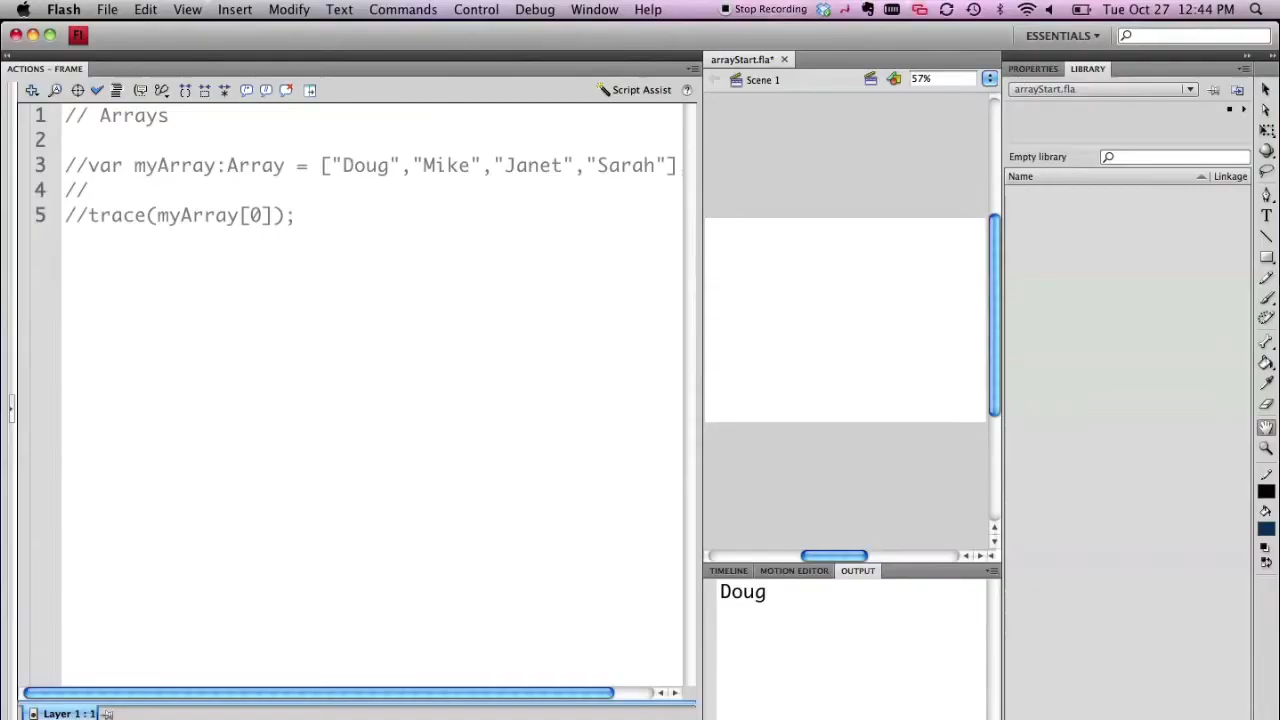 Flash File Edit View Insert Modify Text Commands Control Debug Window Help Stop Recording Tue Oct 27 12:44 PM
Fl ESSENTIALS
ACTIONS – FRAME
Script Assist ?
1 // Arrays
2
3 //var myArray:Array = ["Doug","Mike","Janet","Sarah"]
4 //
5 //trace(myArray[0]);
Layer 1 : 1
arrayStart.fla*
Scene 1 57%
TIMELINE MOTION EDITOR OUTPUT
Doug
PROPERTIES LIBRARY
arrayStart.fla
Empty library
Name Linkage
T